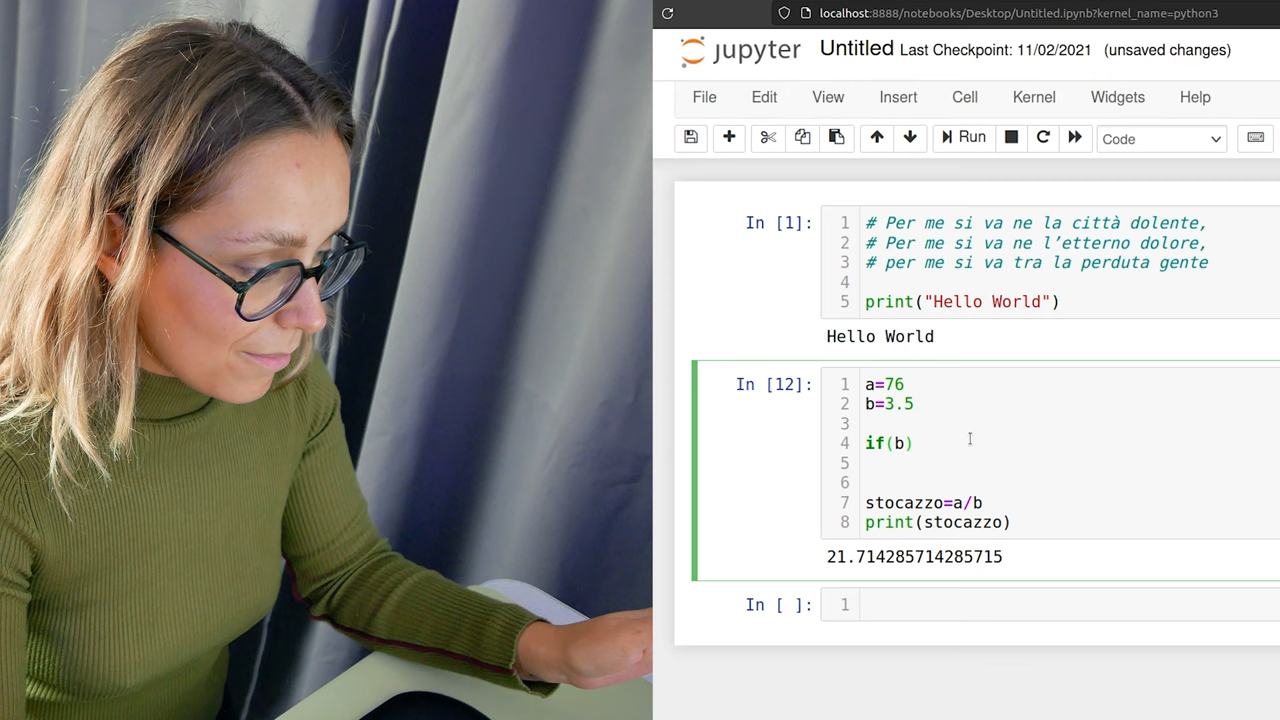 localhost:8888/notebooks/Desktop/Untitled.ipynb?kernel_name=python3
jupyter Untitled Last Checkpoint: 11/02/2021 (unsaved changes)
File Edit View Insert Cell Kernel Widgets Help
Run Code
In [1]:
1 # Per me si va ne la città dolente,
2 # Per me si va ne l’etterno dolore,
3 # per me si va tra la perduta gente
4
5 print("Hello World")
Hello World
In [12]:
1 a=76
2 b=3.5
3
4 if(b)
5
6
7 stocazzo=a/b
8 print(stocazzo)
21.714285714285715
In [ ]:
1